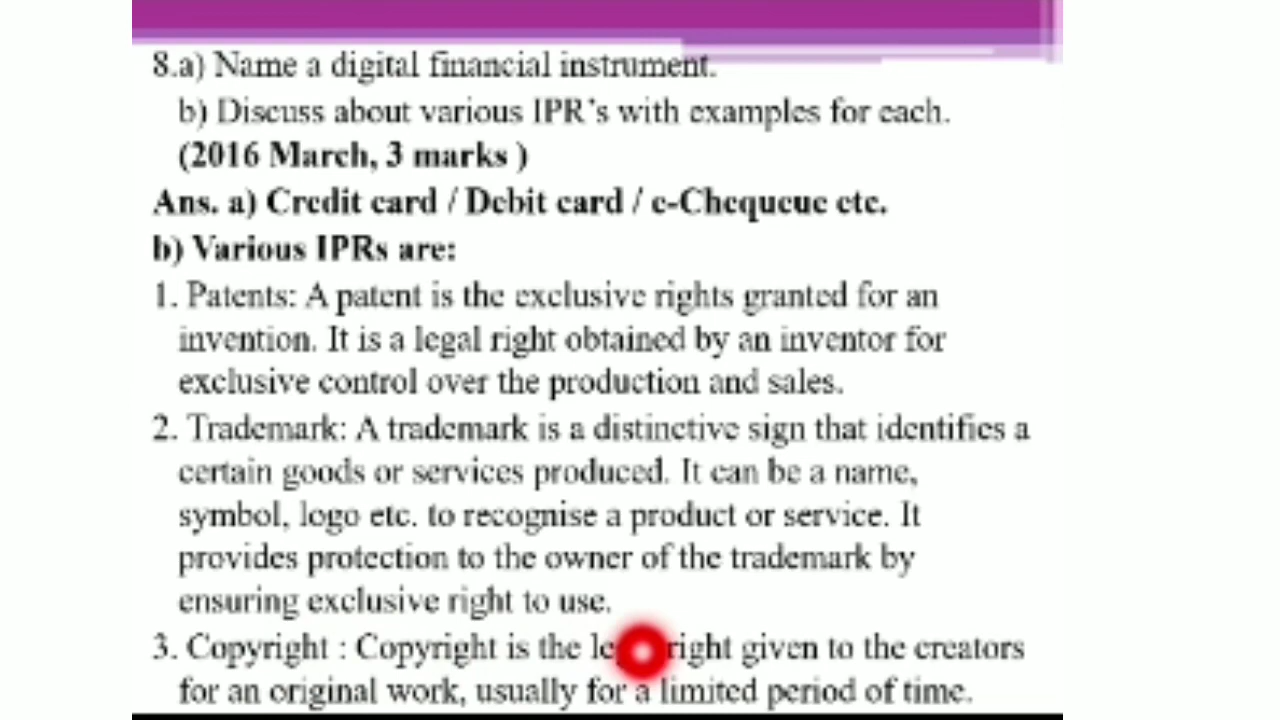 8.a) Name a digital financial instrument.
b) Discuss about various IPR's with examples for each.
(2016 March, 3 marks )
Ans. a) Credit card / Debit card / e-Chequeue etc.
b) Various IPRs are:
1. Patents: A patent is the exclusive rights granted for an
invention. It is a legal right obtained by an inventor for
exclusive control over the production and sales.
2. Trademark: A trademark is a distinctive sign that identifies a
certain goods or services produced. It can be a name,
symbol, logo etc. to recognise a product or service. It
provides protection to the owner of the trademark by
ensuring exclusive right to use.
3. Copyright : Copyright is the right given to the creators
for an original work, usually for a limited period of time.